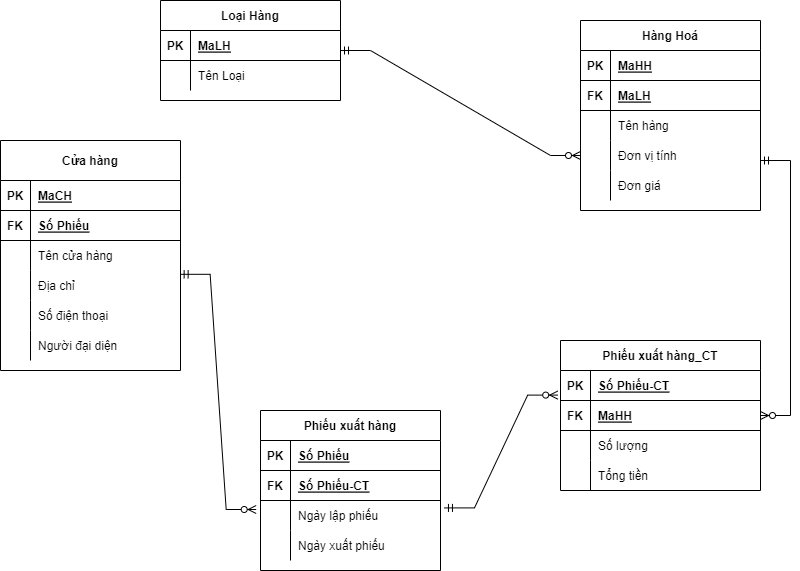 Loại Hàng
PK MaLH
Tên Loại
Hàng Hoá
PK MaHH
FK MaLH
Tên hàng
Đơn vị tính
Đơn giá
Cửa hàng
PK MaCH
FK Số Phiếu
Tên cửa hàng
Địa chỉ
Số điện thoại
Người đại diện
Phiếu xuất hàng_CT
PK Số Phiếu-CT
FK MaHH
Số lượng
Tổng tiền
Phiếu xuất hàng
PK Số Phiếu
FK Số Phiếu-CT
Ngày lập phiếu
Ngày xuất phiếu